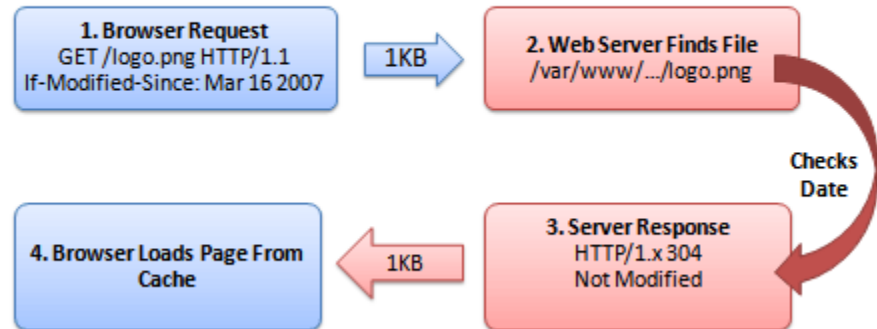 1. Browser Request
GET /logo.png HTTP/1.1
If-Modified-Since: Mar 16 2007
1KB
2. Web Server Finds File
/var/www/.../logo.png
Checks
Date
3. Server Response
HTTP/1.x 304
Not Modified
1KB
4. Browser Loads Page From
Cache